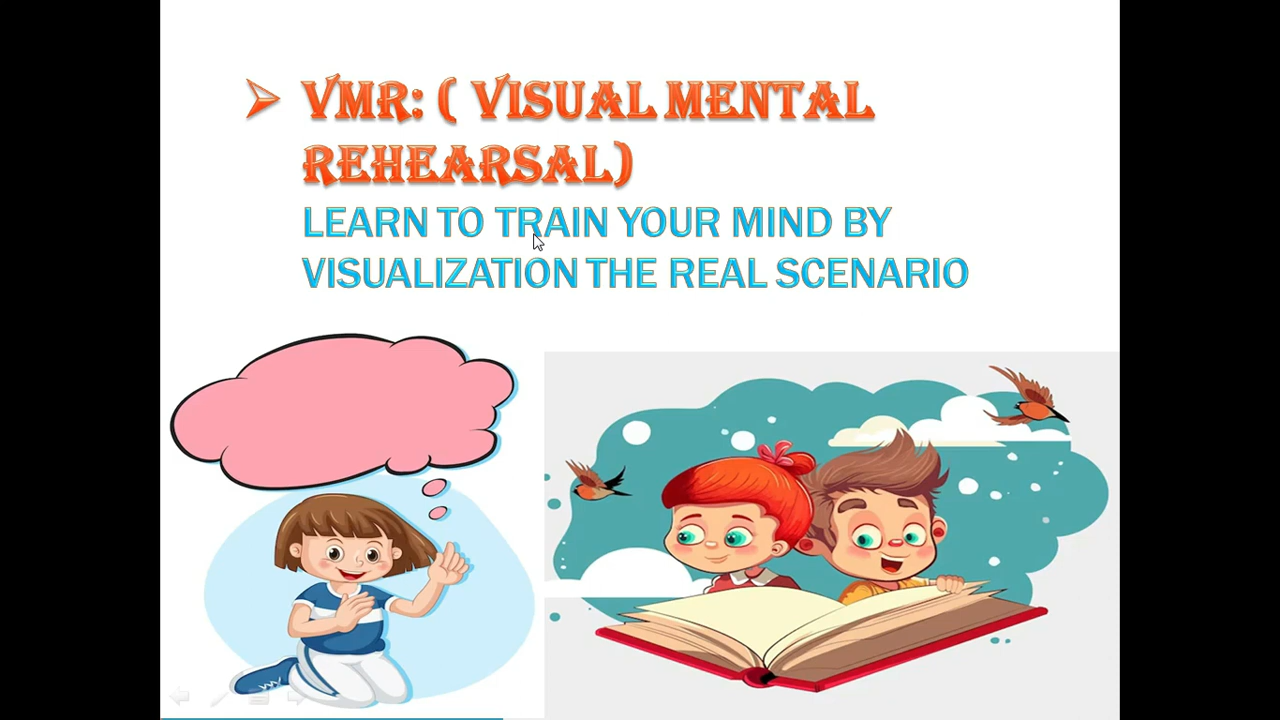 VMR: ( VISUAL MENTAL
REHEARSAL)
LEARN TO TRAIN YOUR MIND BY
VISUALIZATION THE REAL SCENARIO